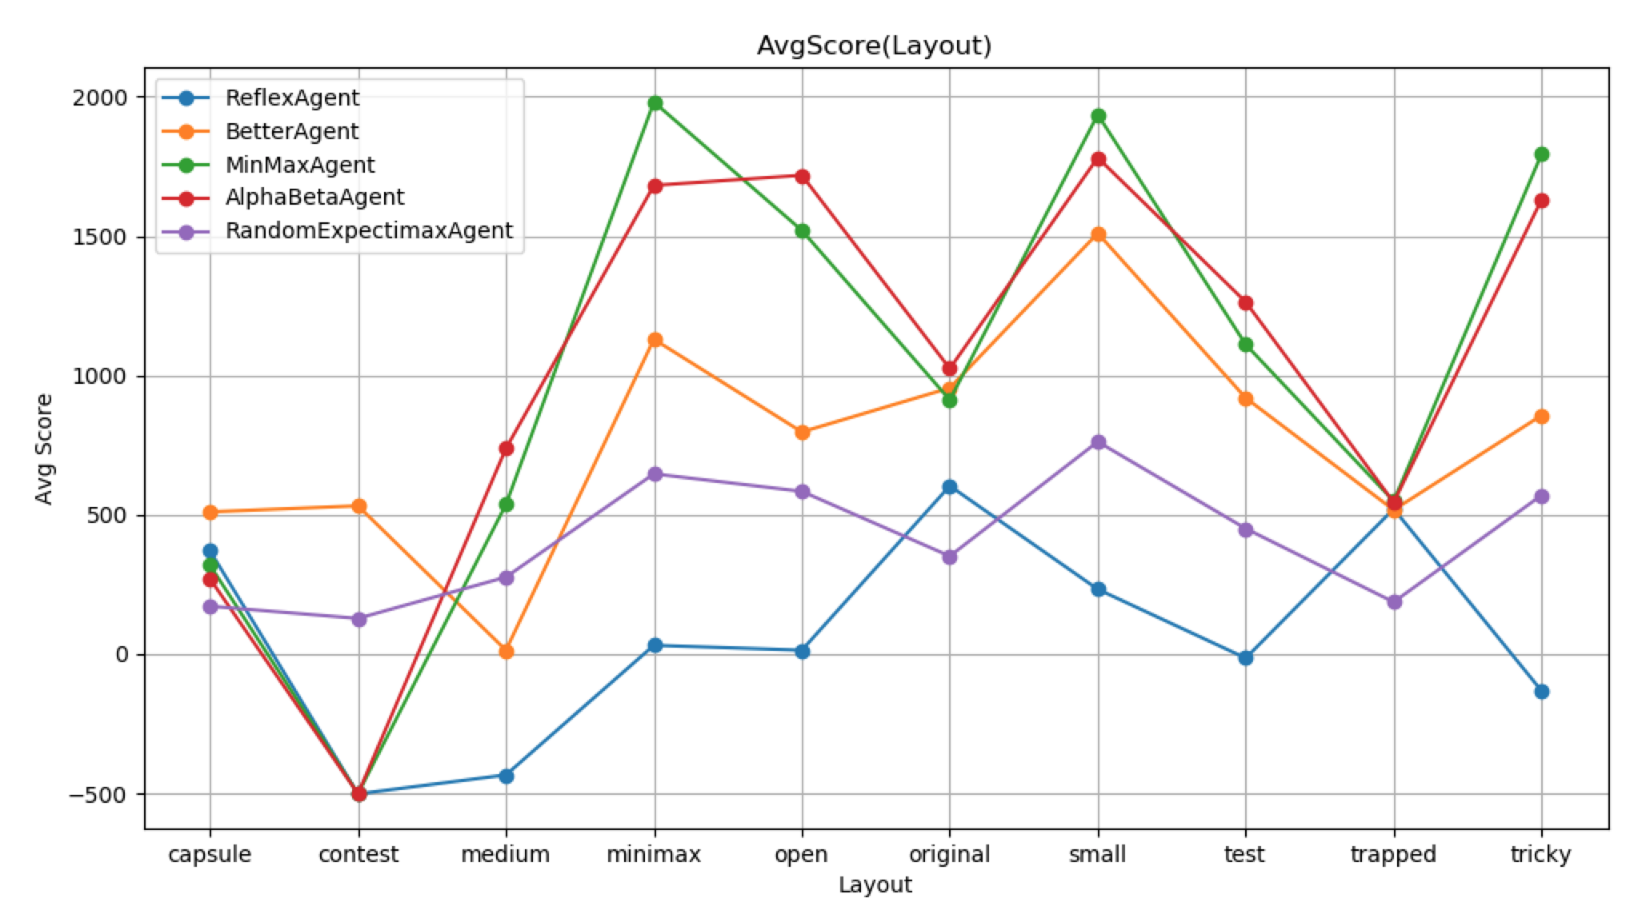 AvgScore(Layout)
ReflexAgent
BetterAgent
MinMaxAgent
AlphaBetaAgent
RandomExpectimaxAgent
2000
1500
1000
500
0
−500
Avg Score
capsule contest medium minimax open original small test trapped tricky
Layout